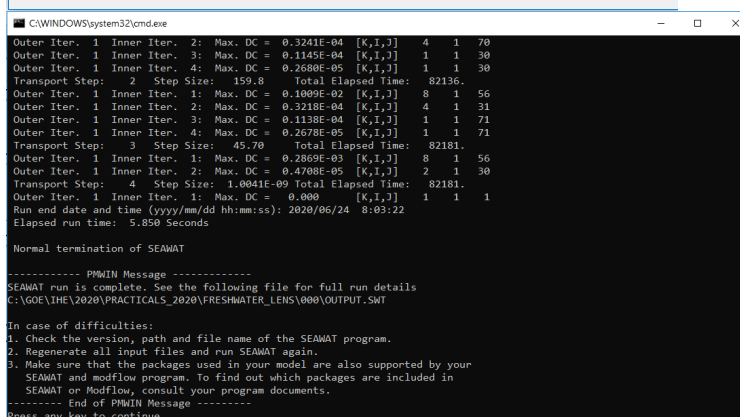 C:\WINDOWS\system32\cmd.exe
Outer Iter.  1  Inner Iter.  2:  Max. DC =  0.3241E-04  [K,I,J]    4    1   70
Outer Iter.  1  Inner Iter.  3:  Max. DC =  0.1145E-04  [K,I,J]    1    1   30
Outer Iter.  1  Inner Iter.  4:  Max. DC =  0.2680E-05  [K,I,J]    1    1   30
Transport Step:    2   Step Size:   159.8     Total Elapsed Time:   82136.
Outer Iter.  1  Inner Iter.  1:  Max. DC =  0.1009E-02  [K,I,J]    8    1   56
Outer Iter.  1  Inner Iter.  2:  Max. DC =  0.3218E-04  [K,I,J]    4    1   31
Outer Iter.  1  Inner Iter.  3:  Max. DC =  0.1138E-04  [K,I,J]    1    1   71
Outer Iter.  1  Inner Iter.  4:  Max. DC =  0.2678E-05  [K,I,J]    1    1   71
Transport Step:    3   Step Size:   45.70     Total Elapsed Time:   82181.
Outer Iter.  1  Inner Iter.  1:  Max. DC =  0.2869E-03  [K,I,J]    8    1   56
Outer Iter.  1  Inner Iter.  2:  Max. DC =  0.4708E-05  [K,I,J]    2    1   30
Transport Step:    4   Step Size:  1.0041E-09 Total Elapsed Time:   82181.
Outer Iter.  1  Inner Iter.  1:  Max. DC =   0.000      [K,I,J]    1    1    1
Run end date and time (yyyy/mm/dd hh:mm:ss): 2020/06/24  8:03:22
Elapsed run time:  5.850 Seconds
Normal termination of SEAWAT
------------ PMWIN Message -------------
SEAWAT run is complete. See the following file for full run details
C:\GOE\IHE\2020\PRACTICALS_2020\FRESHWATER_LENS\000\OUTPUT.SWT
In case of difficulties:
1. Check the version, path and file name of the SEAWAT program.
2. Regenerate all input files and run SEAWAT again.
3. Make sure that the packages used in your model are also supported by your
SEAWAT and modflow program. To find out which packages are included in
SEAWAT or Modflow, consult your program documents.
--------- End of PMWIN Message ---------
Press any key to continue